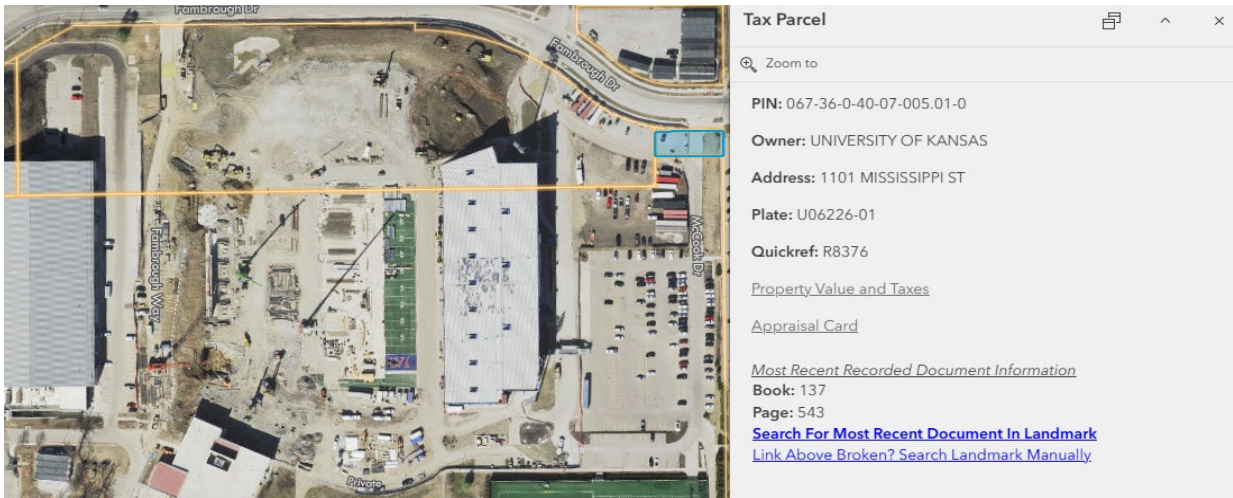 Fambrough Dr
Fambrough Dr
McCook Dr
Fambrough Way
Private
Tax Parcel
Zoom to
PIN: 067-36-0-40-07-005.01-0
Owner: UNIVERSITY OF KANSAS
Address: 1101 MISSISSIPPI ST
Plate: U06226-01
Quickref: R8376
Property Value and Taxes
Appraisal Card
Most Recent Recorded Document Information
Book: 137
Page: 543
Search For Most Recent Document In Landmark
Link Above Broken? Search Landmark Manually